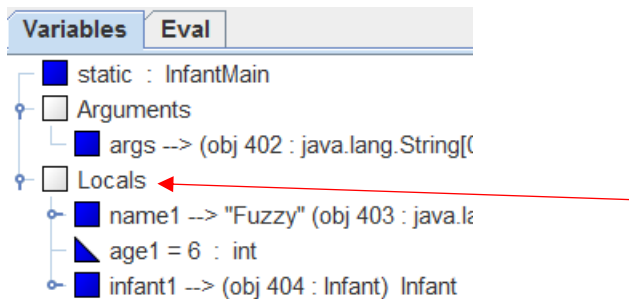 Variables Eval
static : InfantMain
Arguments
args --> (obj 402 : java.lang.String[0
Locals
name1 --> "Fuzzy" (obj 403 : java.la
age1 = 6 : int
infant1 --> (obj 404 : Infant) Infant